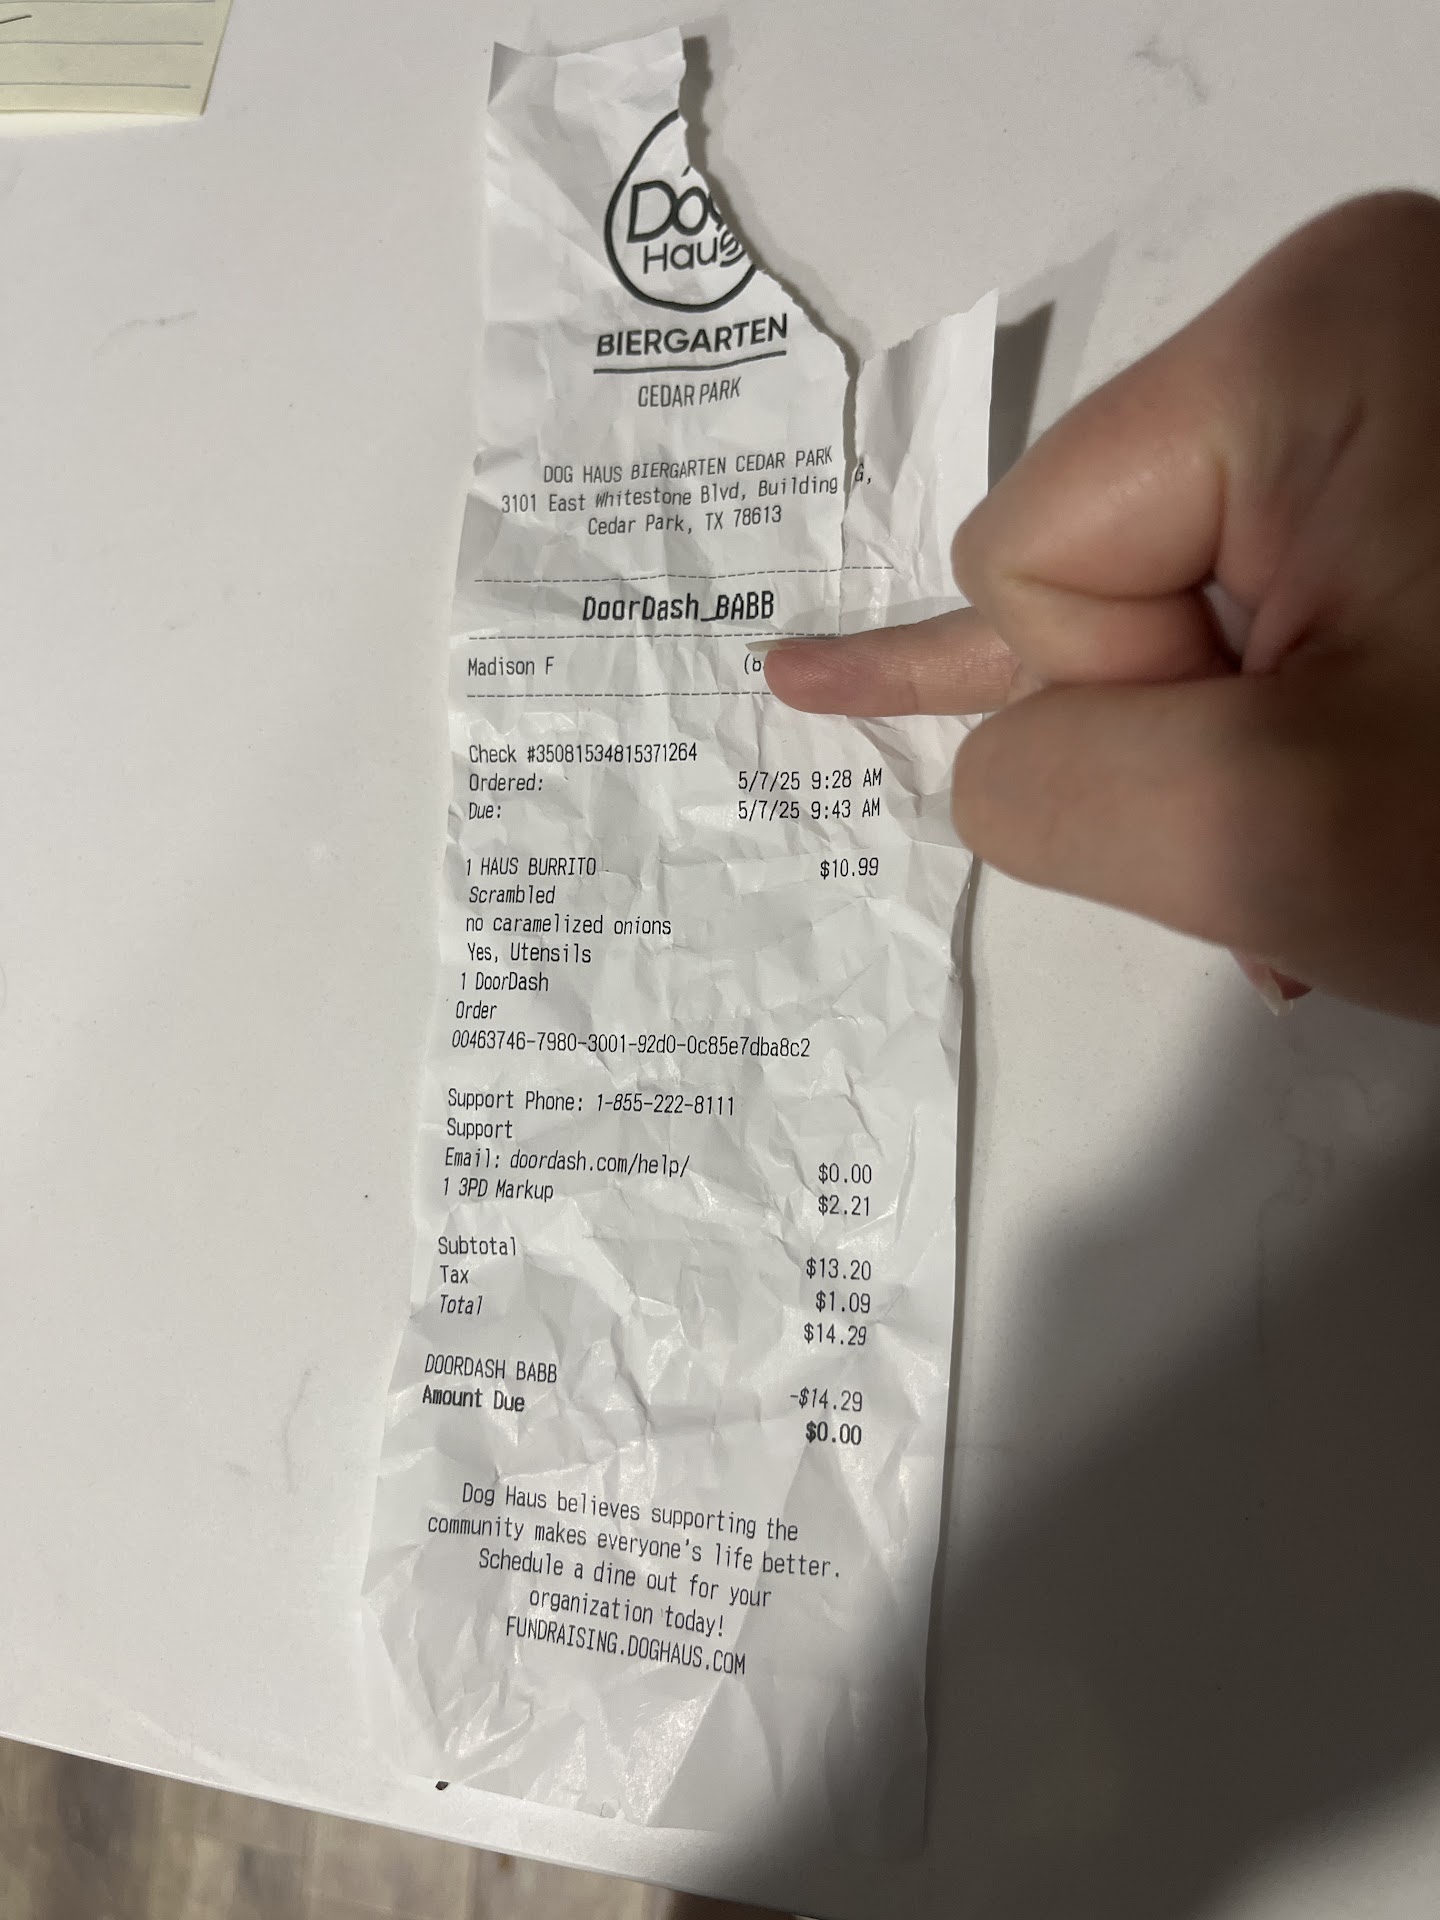 Haus
BIERGARTEN
CEDAR PARK
DOG HAUS BIERGARTEN CEDAR PARK
3101 East Whitestone Blvd, Building G,
Cedar Park, TX 78613
DoorDash_BABB
Madison F
Check #35081534815371264
Ordered: 5/7/25 9:28 AM
Due: 5/7/25 9:43 AM
1 HAUS BURRITO $10.99
Scrambled
no caramelized onions
Yes, Utensils
1 DoorDash
Order
00463746-7980-3001-92d0-0c85e7dba8c2
Support Phone: 1-855-222-8111
Support
Email: doordash.com/help/ $0.00
1 3PD Markup $2.21
Subtotal $13.20
Tax $1.09
Total $14.29
DOORDASH BABB -$14.29
Amount Due $0.00
Dog Haus believes supporting the
community makes everyone's life better.
Schedule a dine out for your
organization today!
FUNDRAISING.DOGHAUS.COM